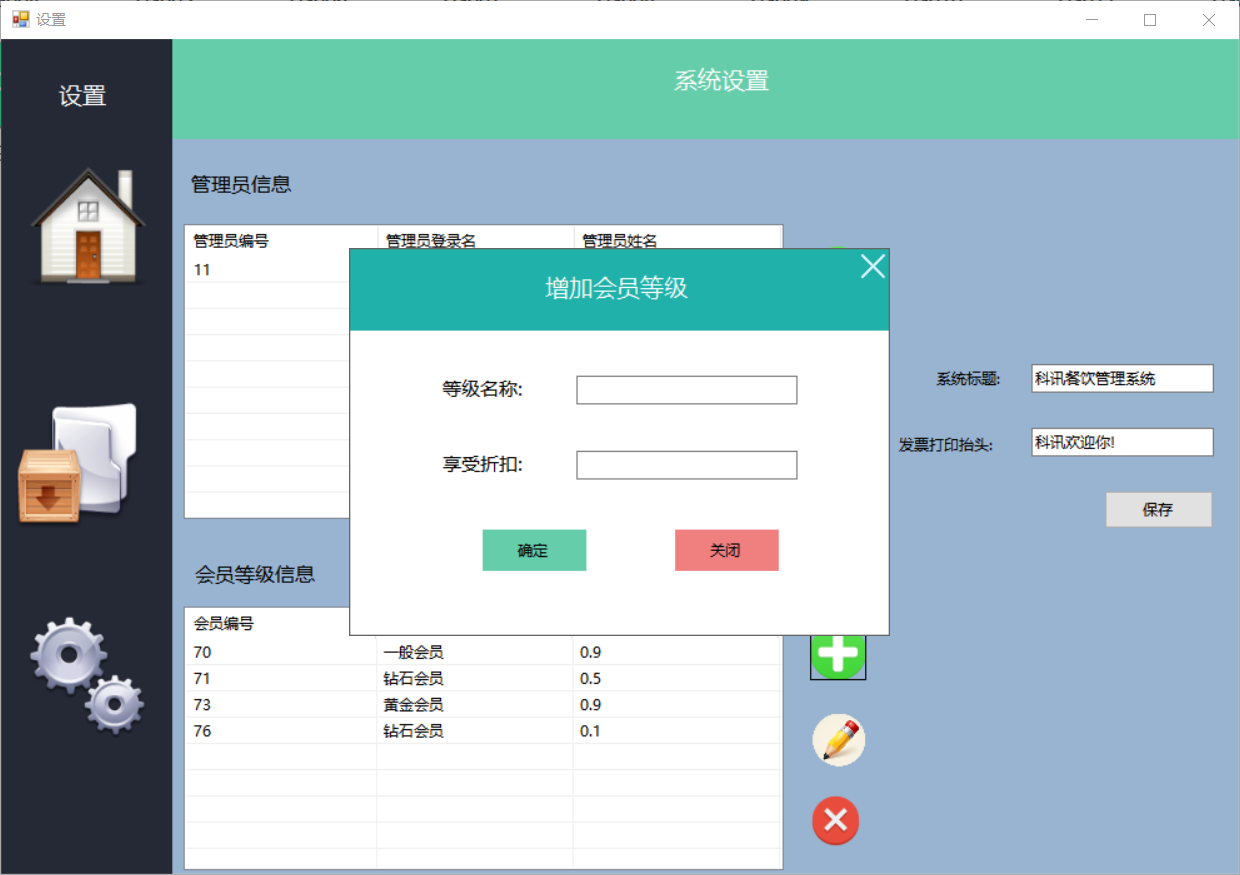 设置
设置
系统设置
管理员信息
管理员编号 管理员登录名 管理员姓名
11
增加会员等级
等级名称:
享受折扣:
确定 关闭
系统标题: 科讯餐饮管理系统
发票打印抬头: 科讯欢迎你!
保存
会员等级信息
会员编号
70 一般会员 0.9
71 钻石会员 0.5
73 黄金会员 0.9
76 钻石会员 0.1